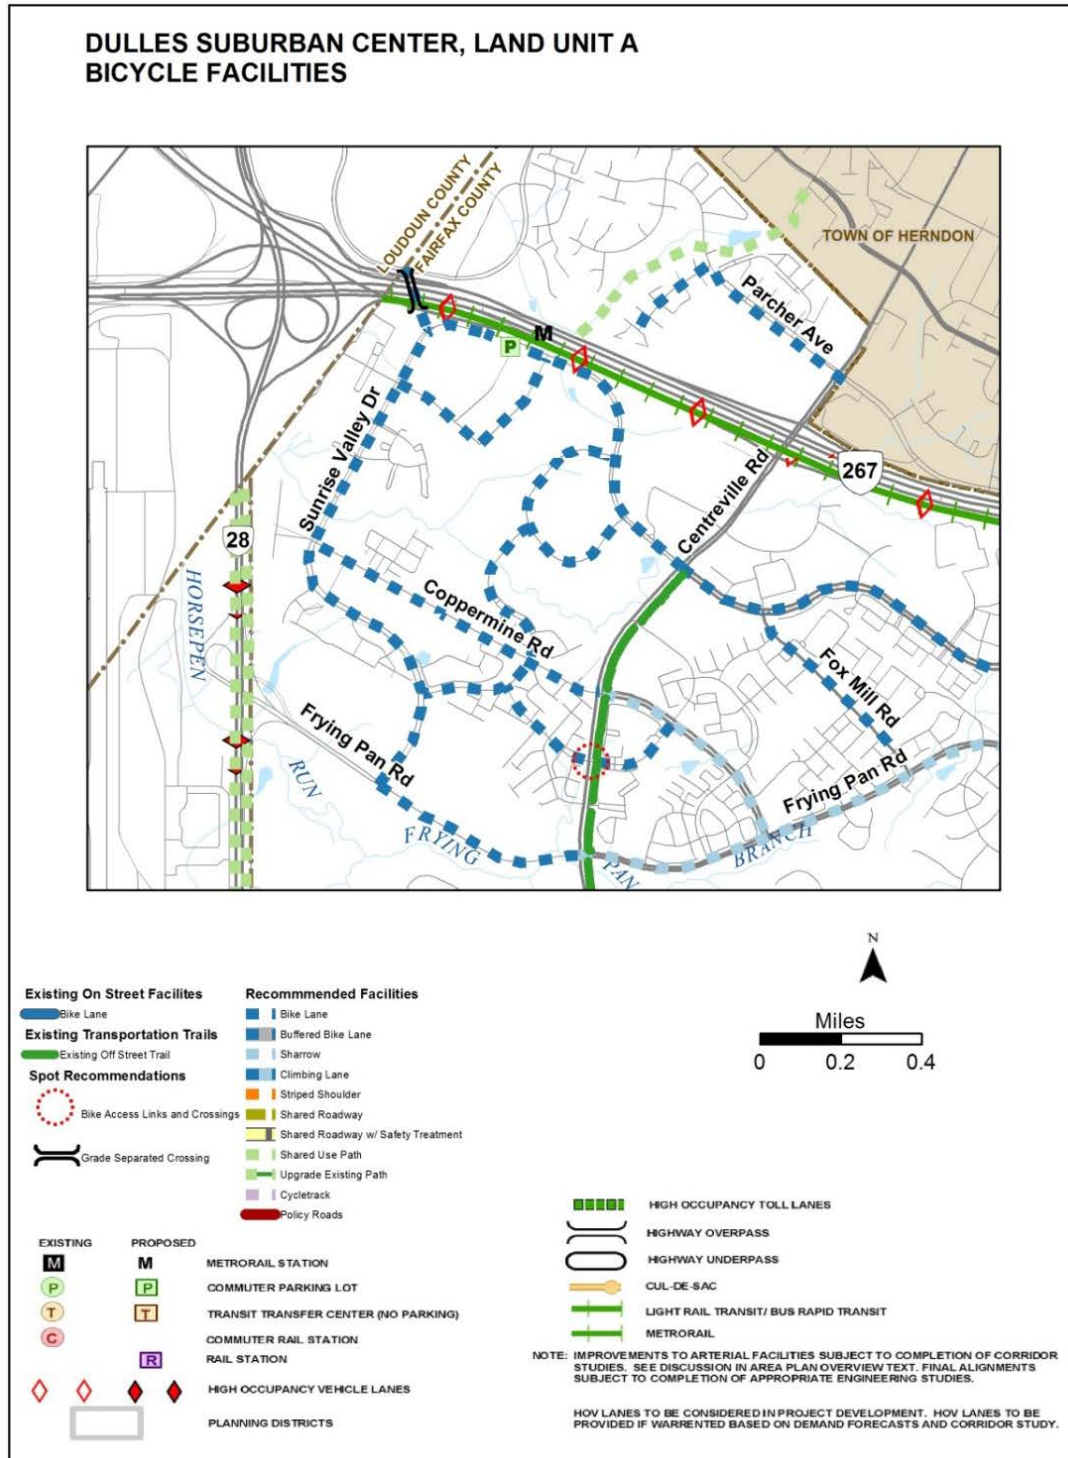 DULLES SUBURBAN CENTER, LAND UNIT A
BICYCLE FACILITIES
LOUDOUN COUNTY
FAIRFAX COUNTY
TOWN OF HERNDON
Parcher Ave
M
P
Sunrise Valley Dr
Centreville Rd
267
28
HORSEPEN
Coppermine Rd
Fox Mill Rd
Frying Pan Rd
Frying Pan Rd
RUN
FRYING
PAN
BRANCH
N
Miles
0 0.2 0.4
Existing On Street Facilites
Bike Lane
Existing Transportation Trails
Existing Off Street Trail
Spot Recommendations
Bike Access Links and Crossings
Grade Separated Crossing
Recommmended Facilities
Bike Lane
Buffered Bike Lane
Sharrow
Climbing Lane
Striped Shoulder
Shared Roadway
Shared Roadway w/ Safety Treatment
Shared Use Path
Upgrade Existing Path
Cycletrack
Policy Roads
EXISTING PROPOSED
M M METRORAIL STATION
P P COMMUTER PARKING LOT
T T TRANSIT TRANSFER CENTER (NO PARKING)
C COMMUTER RAIL STATION
R RAIL STATION
HIGH OCCUPANCY VEHICLE LANES
PLANNING DISTRICTS
HIGH OCCUPANCY TOLL LANES
HIGHWAY OVERPASS
HIGHWAY UNDERPASS
CUL-DE-SAC
LIGHT RAIL TRANSIT/ BUS RAPID TRANSIT
METRORAIL
NOTE: IMPROVEMENTS TO ARTERIAL FACILITIES SUBJECT TO COMPLETION OF CORRIDOR
STUDIES. SEE DISCUSSION IN AREA PLAN OVERVIEW TEXT. FINAL ALIGNMENTS
SUBJECT TO COMPLETION OF APPROPRIATE ENGINEERING STUDIES.
HOV LANES TO BE CONSIDERED IN PROJECT DEVELOPMENT. HOV LANES TO BE
PROVIDED IF WARRENTED BASED ON DEMAND FORECASTS AND CORRIDOR STUDY.